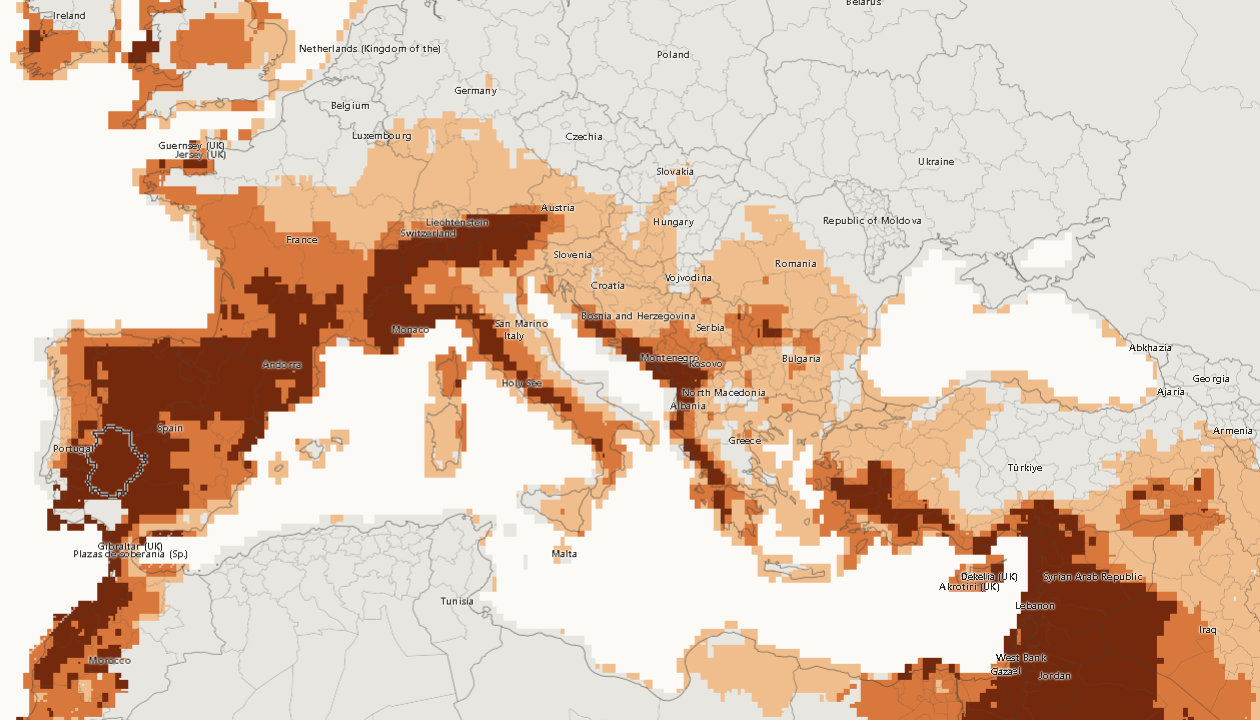 Belarus
Ireland
Netherlands (Kingdom of the)
Poland
Germany
Belgium
Luxembourg
Czechia
Guernsey (UK)
Jersey (UK)
Ukraine
Slovakia
Austria
Liechtenstein
Hungary
Republic of Moldova
Switzerland
France
Slovenia
Romania
Vojvodina
Croatia
Bosnia and Herzegovina
San Marino
Monaco
Serbia
Italy
Abkhazia
Montenegro
Kosovo
Bulgaria
Andorra
Georgia
Holy See
North Macedonia
Ajaria
Albania
Spain
Armenia
Greece
Portugal
Türkiye
Gibraltar (UK)
Plazas de soberanía (Sp.)
Malta
Dekelia (UK)
Syrian Arab Republic
Akrotiri (UK)
Tunisia
Lebanon
Iraq
West Bank
Morocco
Jordan